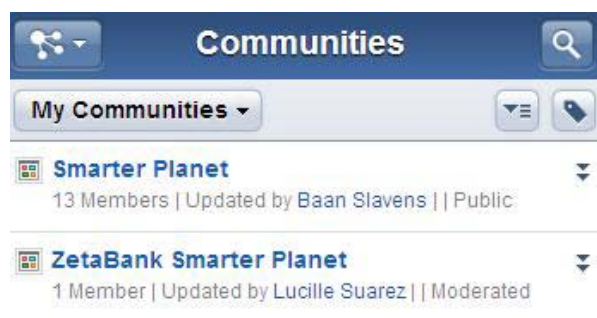 Communities
My Communities
Smarter Planet
13 Members | Updated by Baan Slavens | | Public
ZetaBank Smarter Planet
1 Member | Updated by Lucille Suarez | | Moderated